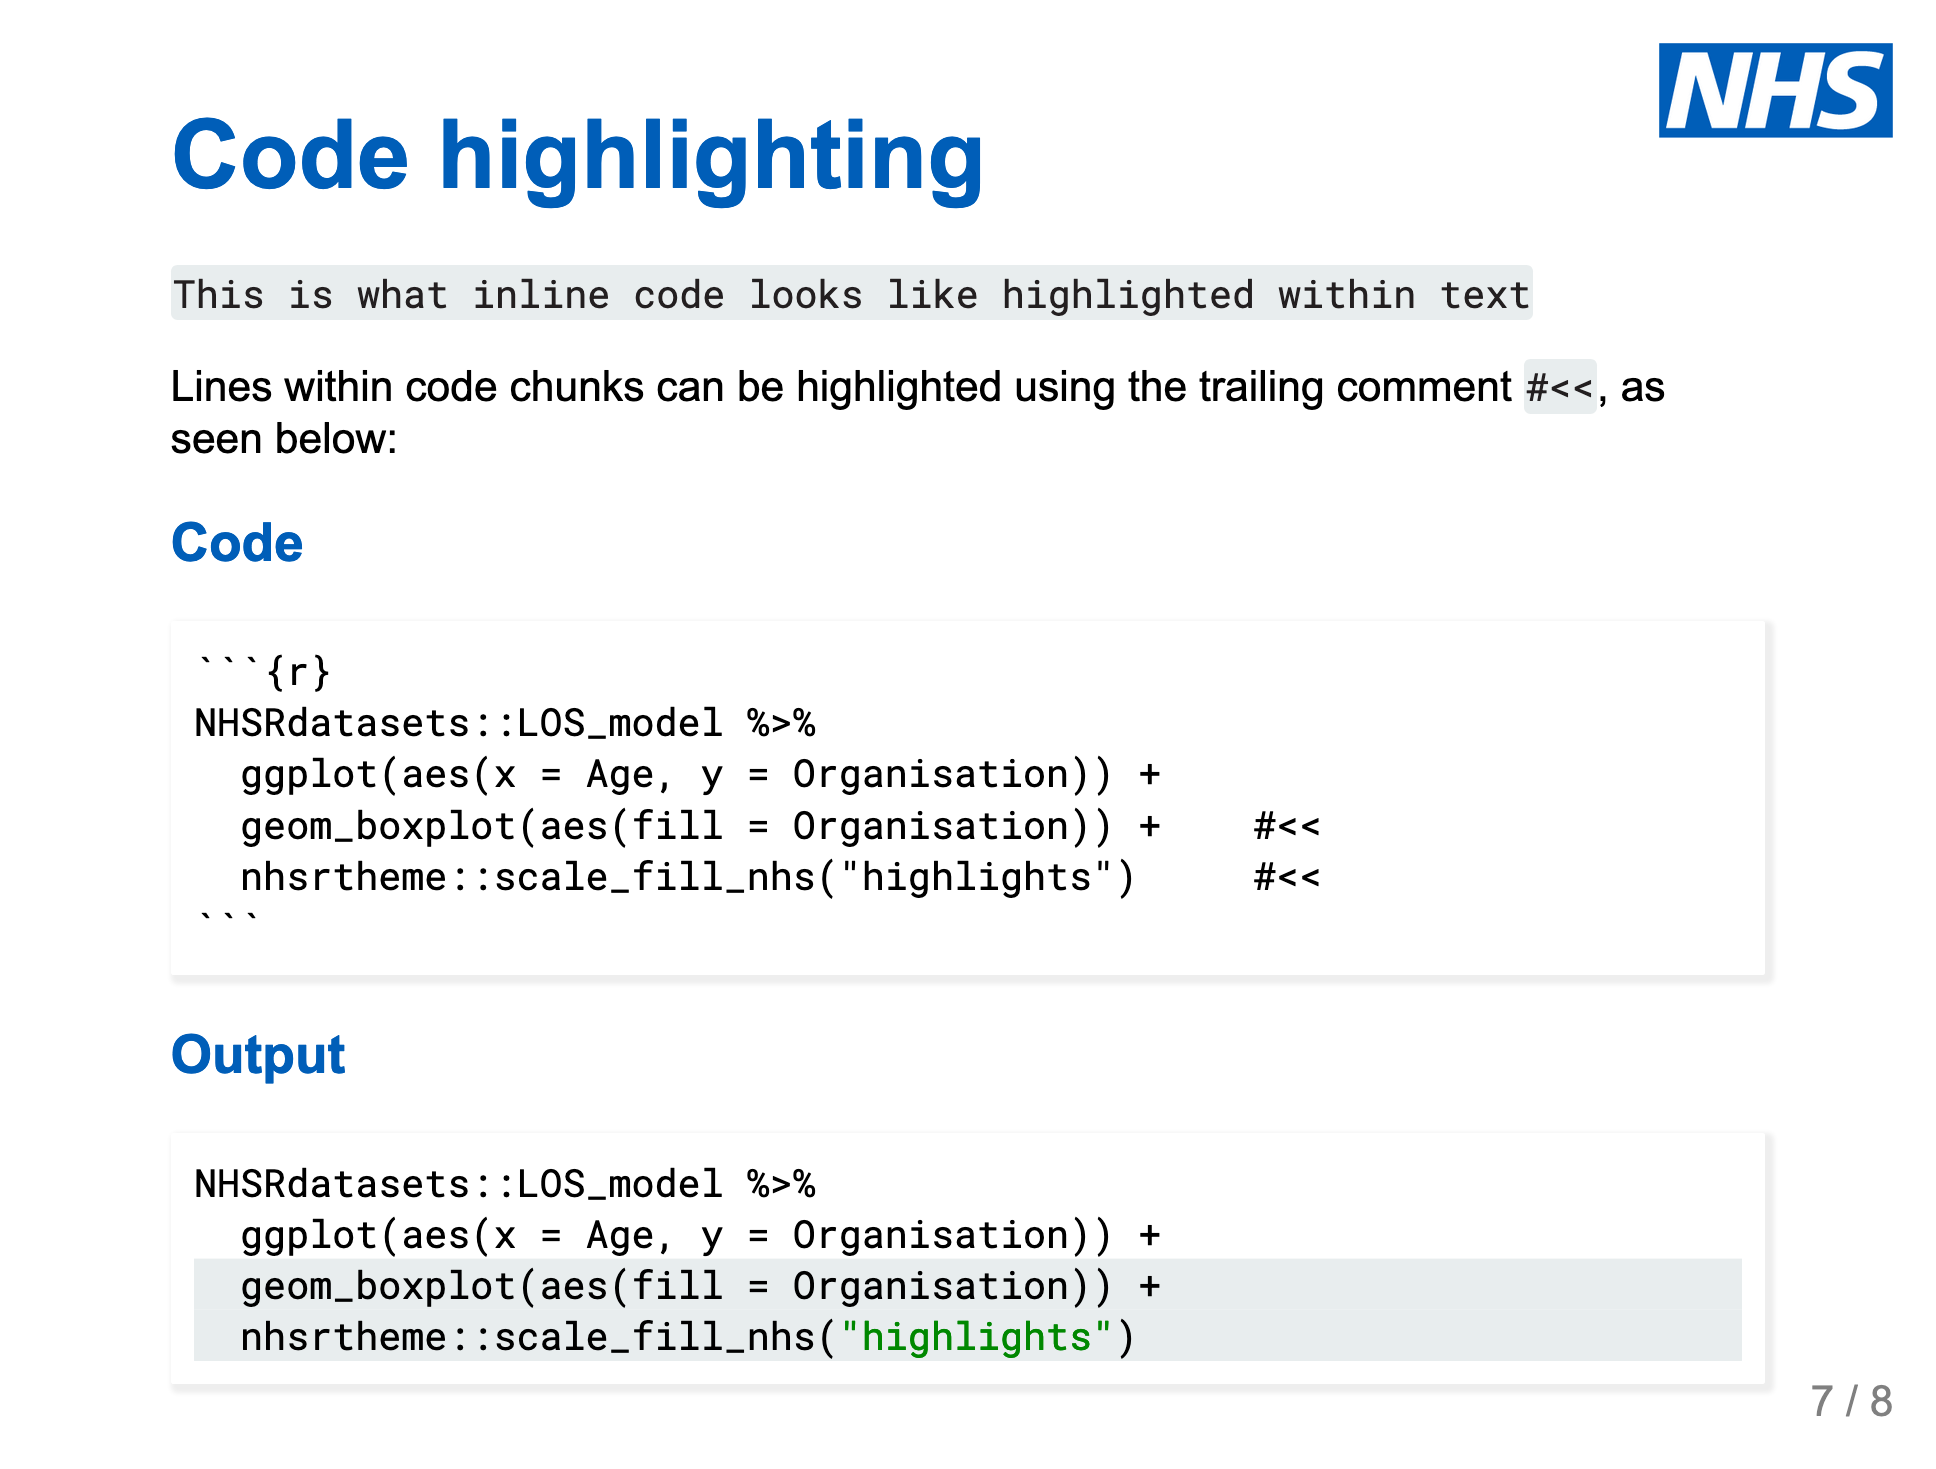 NHS
Code highlighting
This is what inline code looks like highlighted within text
Lines within code chunks can be highlighted using the trailing comment #<<, as
seen below:
Code
```{r}
NHSRdatasets::LOS_model %>%
  ggplot(aes(x = Age, y = Organisation)) +
  geom_boxplot(aes(fill = Organisation)) +    #<<
  nhsrtheme::scale_fill_nhs("highlights")     #<<
```
Output
NHSRdatasets::LOS_model %>%
  ggplot(aes(x = Age, y = Organisation)) +
  geom_boxplot(aes(fill = Organisation)) +
  nhsrtheme::scale_fill_nhs("highlights")
7 / 8